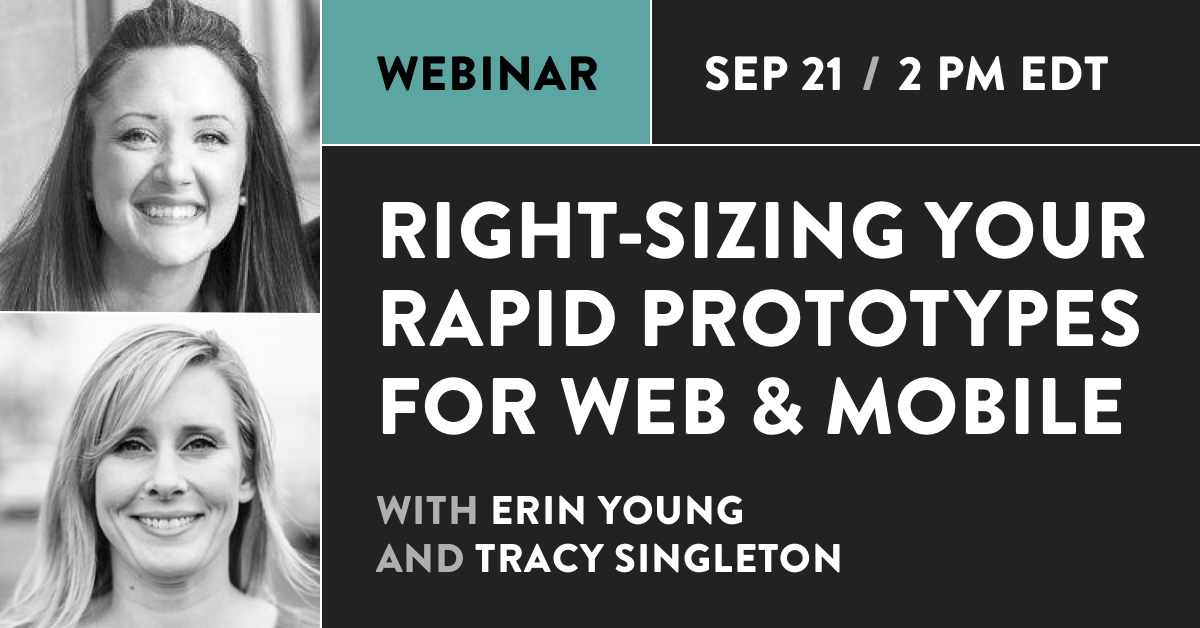 WEBINAR
SEP 21 / 2 PM EDT
RIGHT-SIZING YOUR
RAPID PROTOTYPES
FOR WEB & MOBILE
WITH ERIN YOUNG
AND TRACY SINGLETON